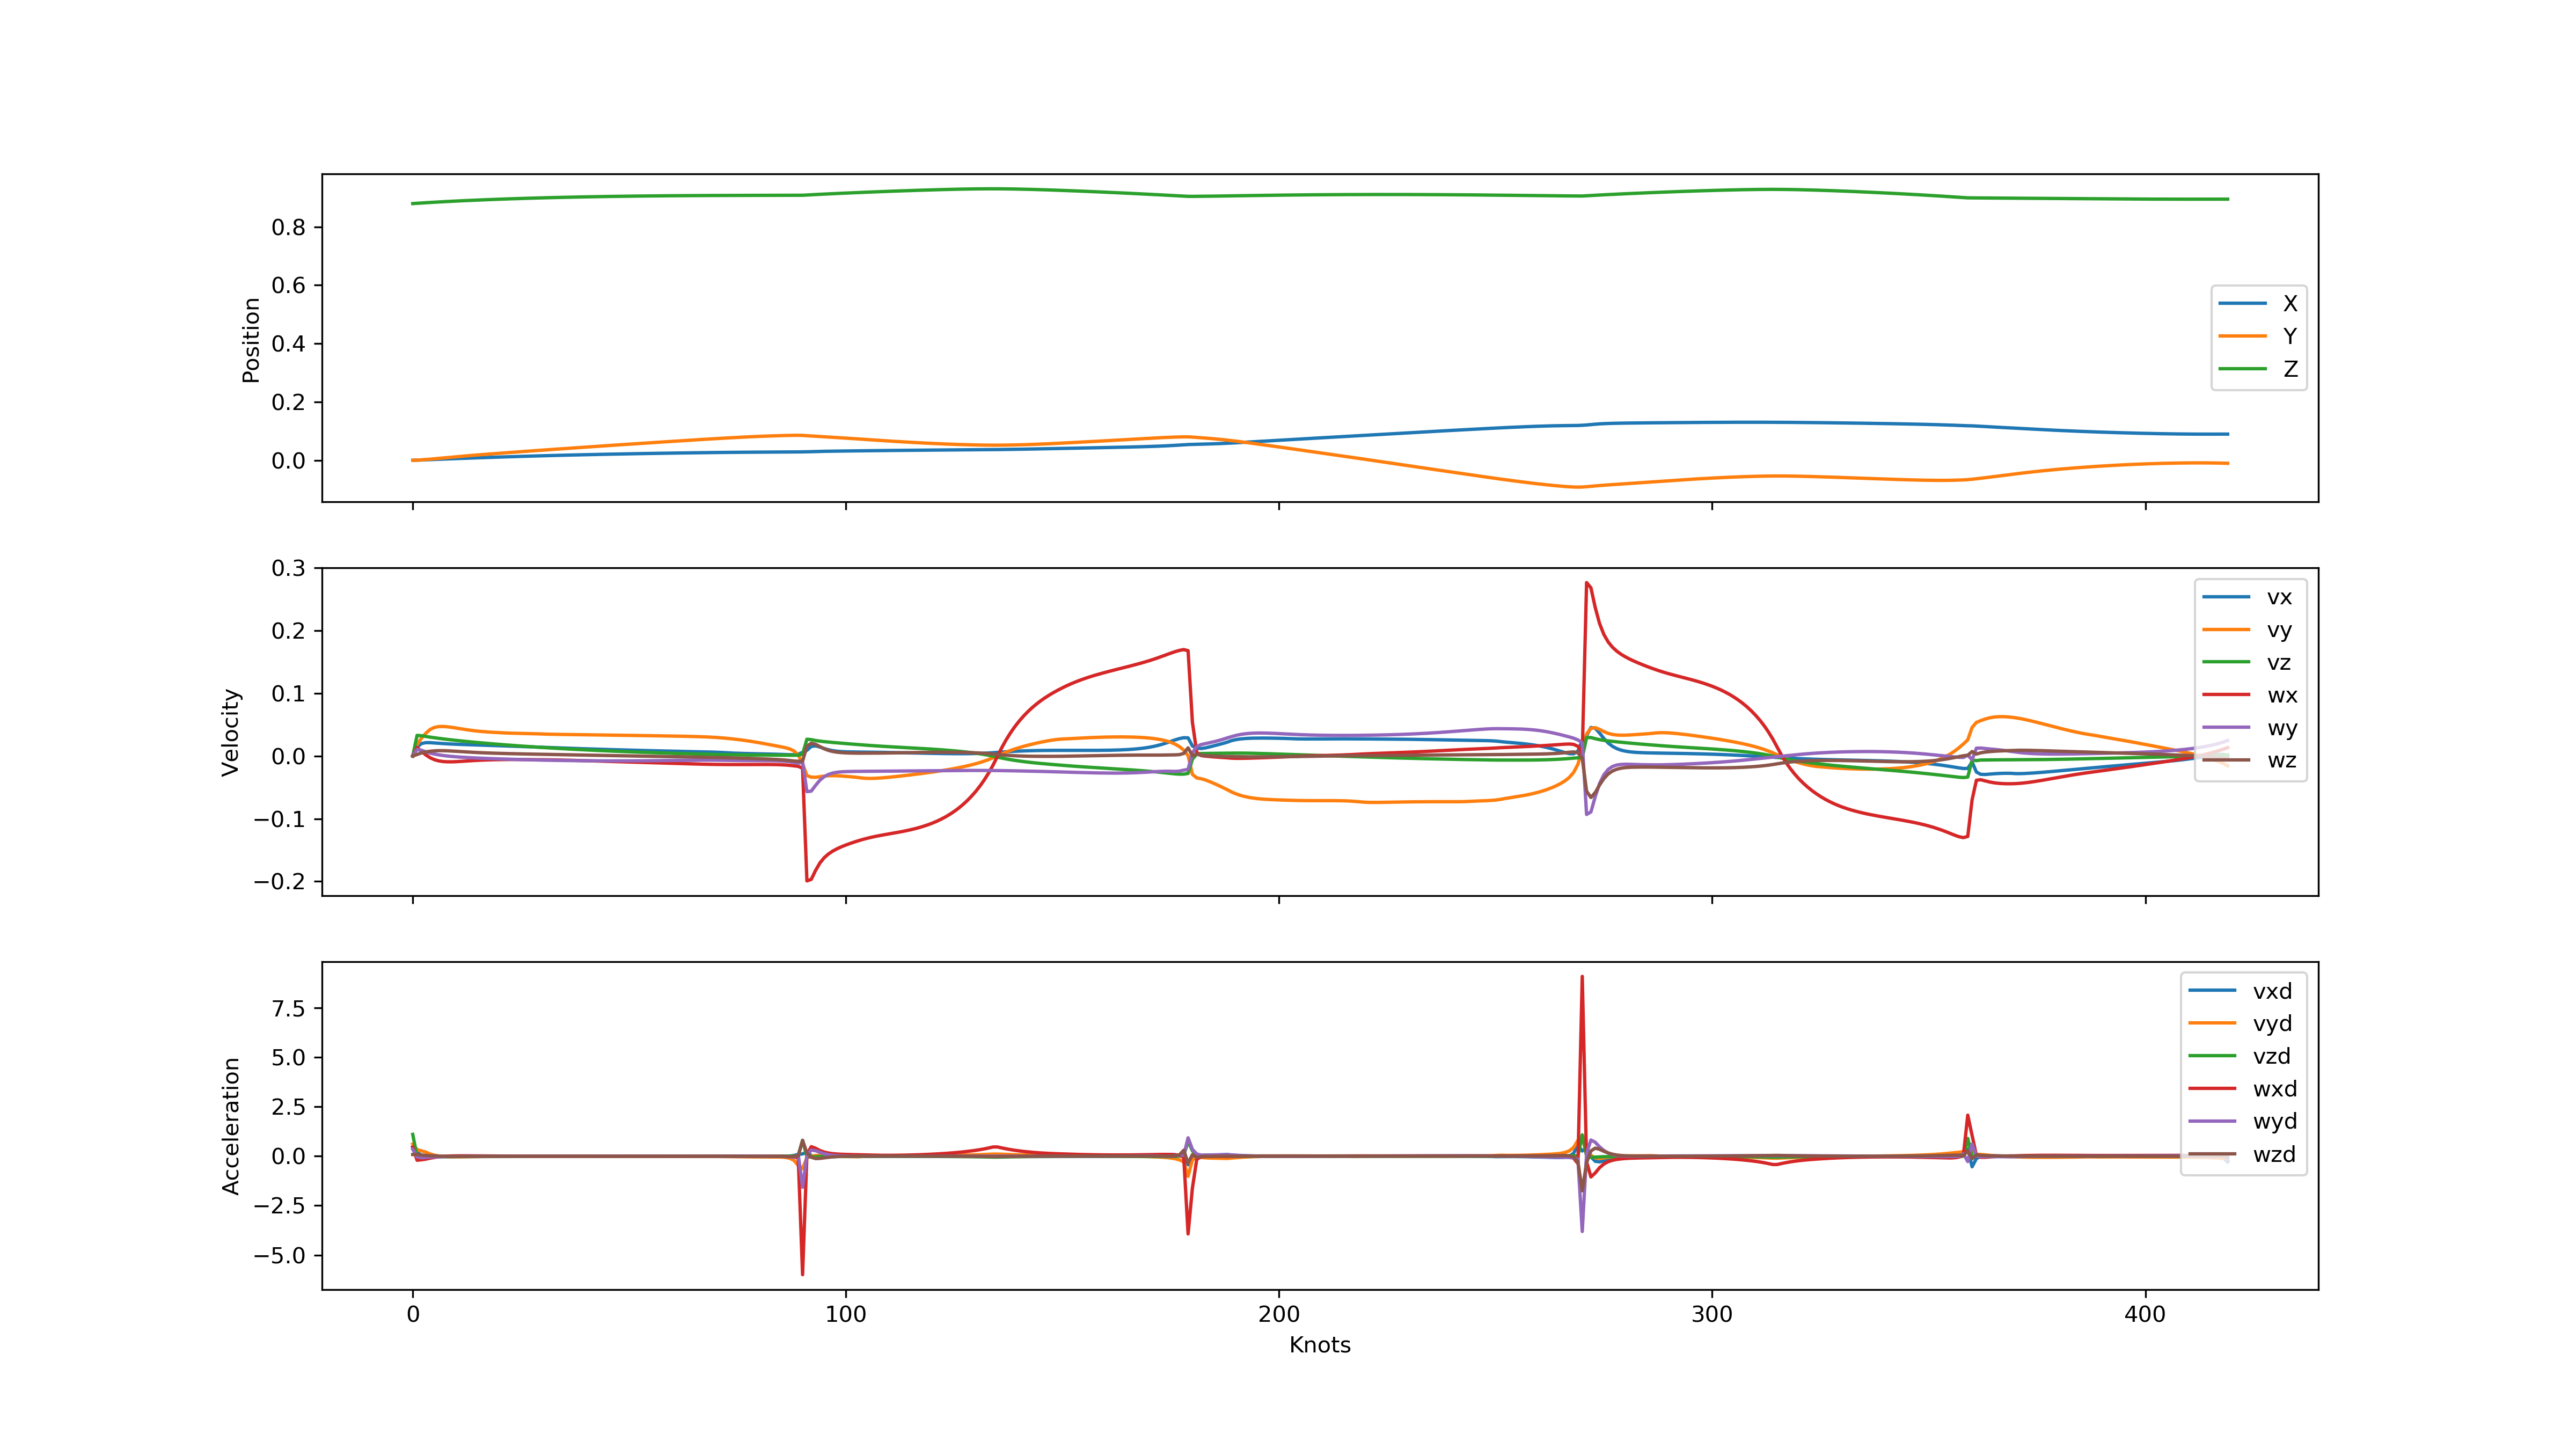 Position
0.8
0.6
0.4
0.2
0.0
X
Y
Z
Velocity
0.3
0.2
0.1
0.0
−0.1
−0.2
vx
vy
vz
wx
wy
wz
Acceleration
7.5
5.0
2.5
0.0
−2.5
−5.0
vxd
vyd
vzd
wxd
wyd
wzd
0 100 200 300 400
Knots